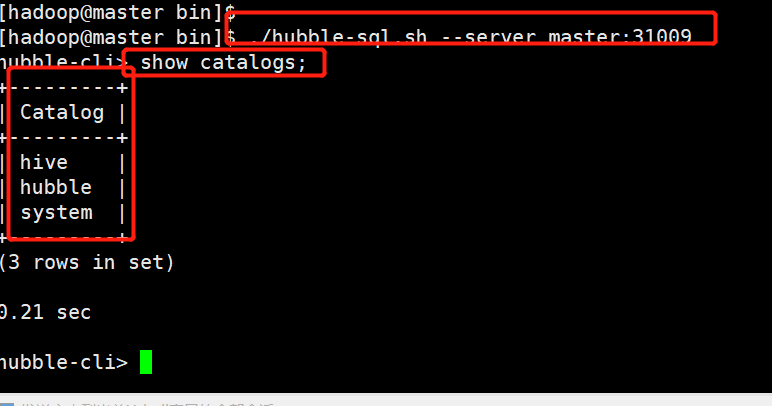 [hadoop@master bin]$
[hadoop@master bin]$ ./hubble-sql.sh --server master:31009
hubble-cli> show catalogs;
+---------+
| Catalog |
+---------+
| hive    |
| hubble  |
| system  |
+---------+
(3 rows in set)
0.21 sec
hubble-cli>